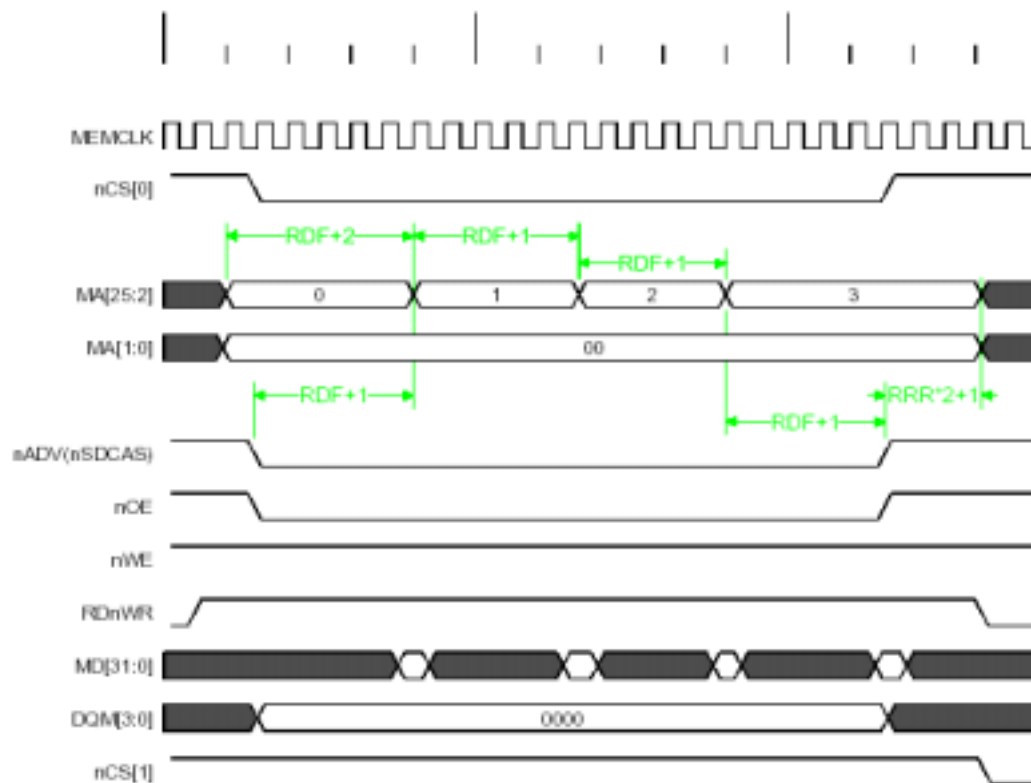 MEMCLK
nCS[0]
RDF+2 RDF+1
RDF+1
MA[25:2] 0 1 2 3
MA[1:0] 00
RDF+1 RRR*2+1
RDF+1
nADV(nSDCAS)
nOE
nWE
RDnWR
MD[31:0]
DQM[3:0] 0000
nCS[1]